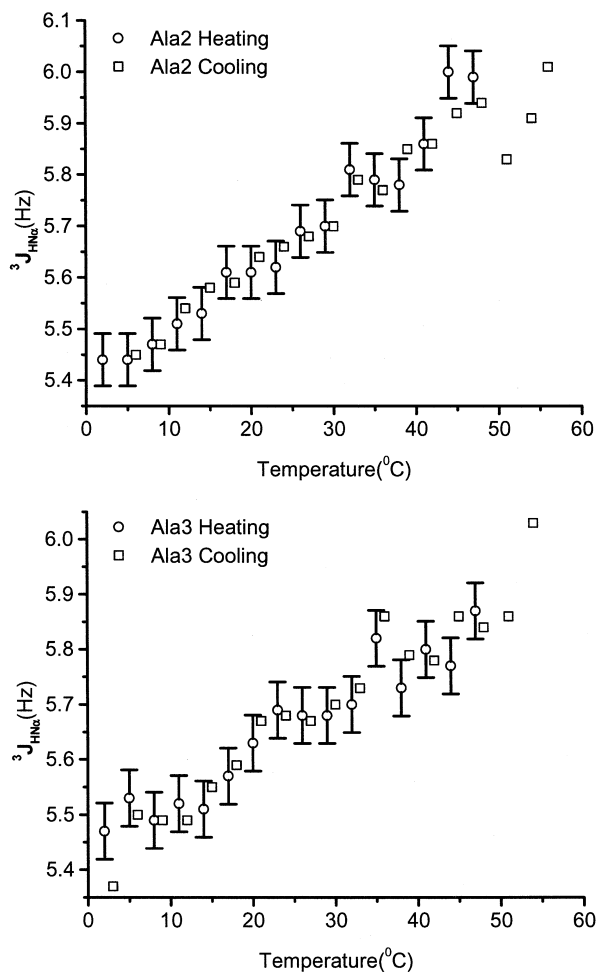 6.1
Ala2 Heating
Ala2 Cooling
6.0
5.9
5.8
5.7
5.6
5.5
5.4
³J_HNα(Hz)
0 10 20 30 40 50 60
Temperature(⁰C)
Ala3 Heating
Ala3 Cooling
6.0
5.9
5.8
5.7
5.6
5.5
5.4
³J_HNα(Hz)
0 10 20 30 40 50 60
Temperature(⁰C)